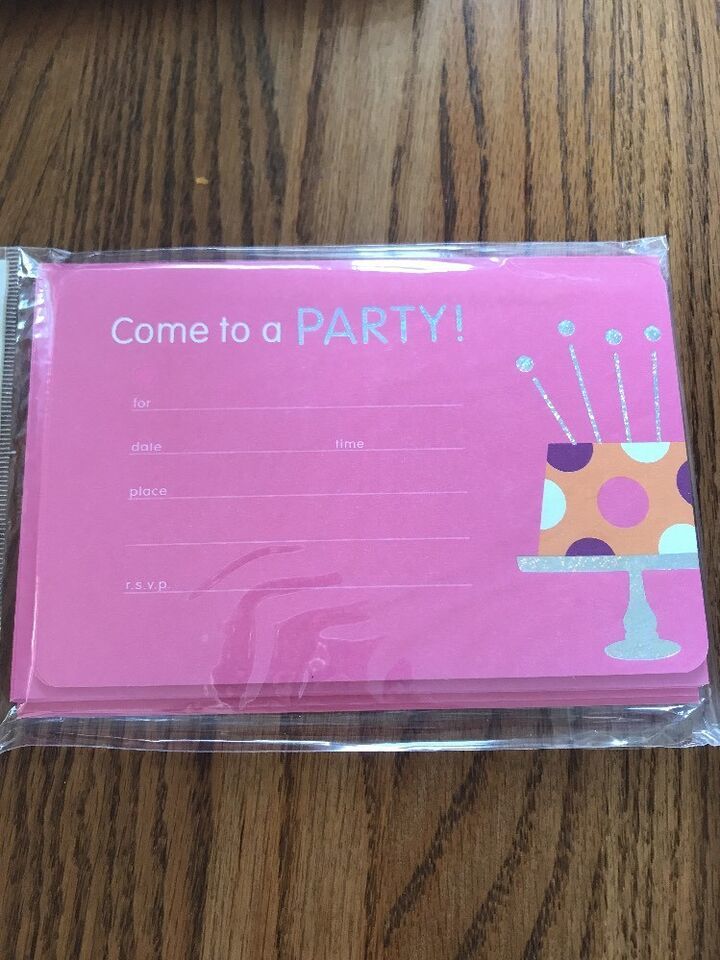 Come to a PARTY!
for
date time
place
r.s.v.p.